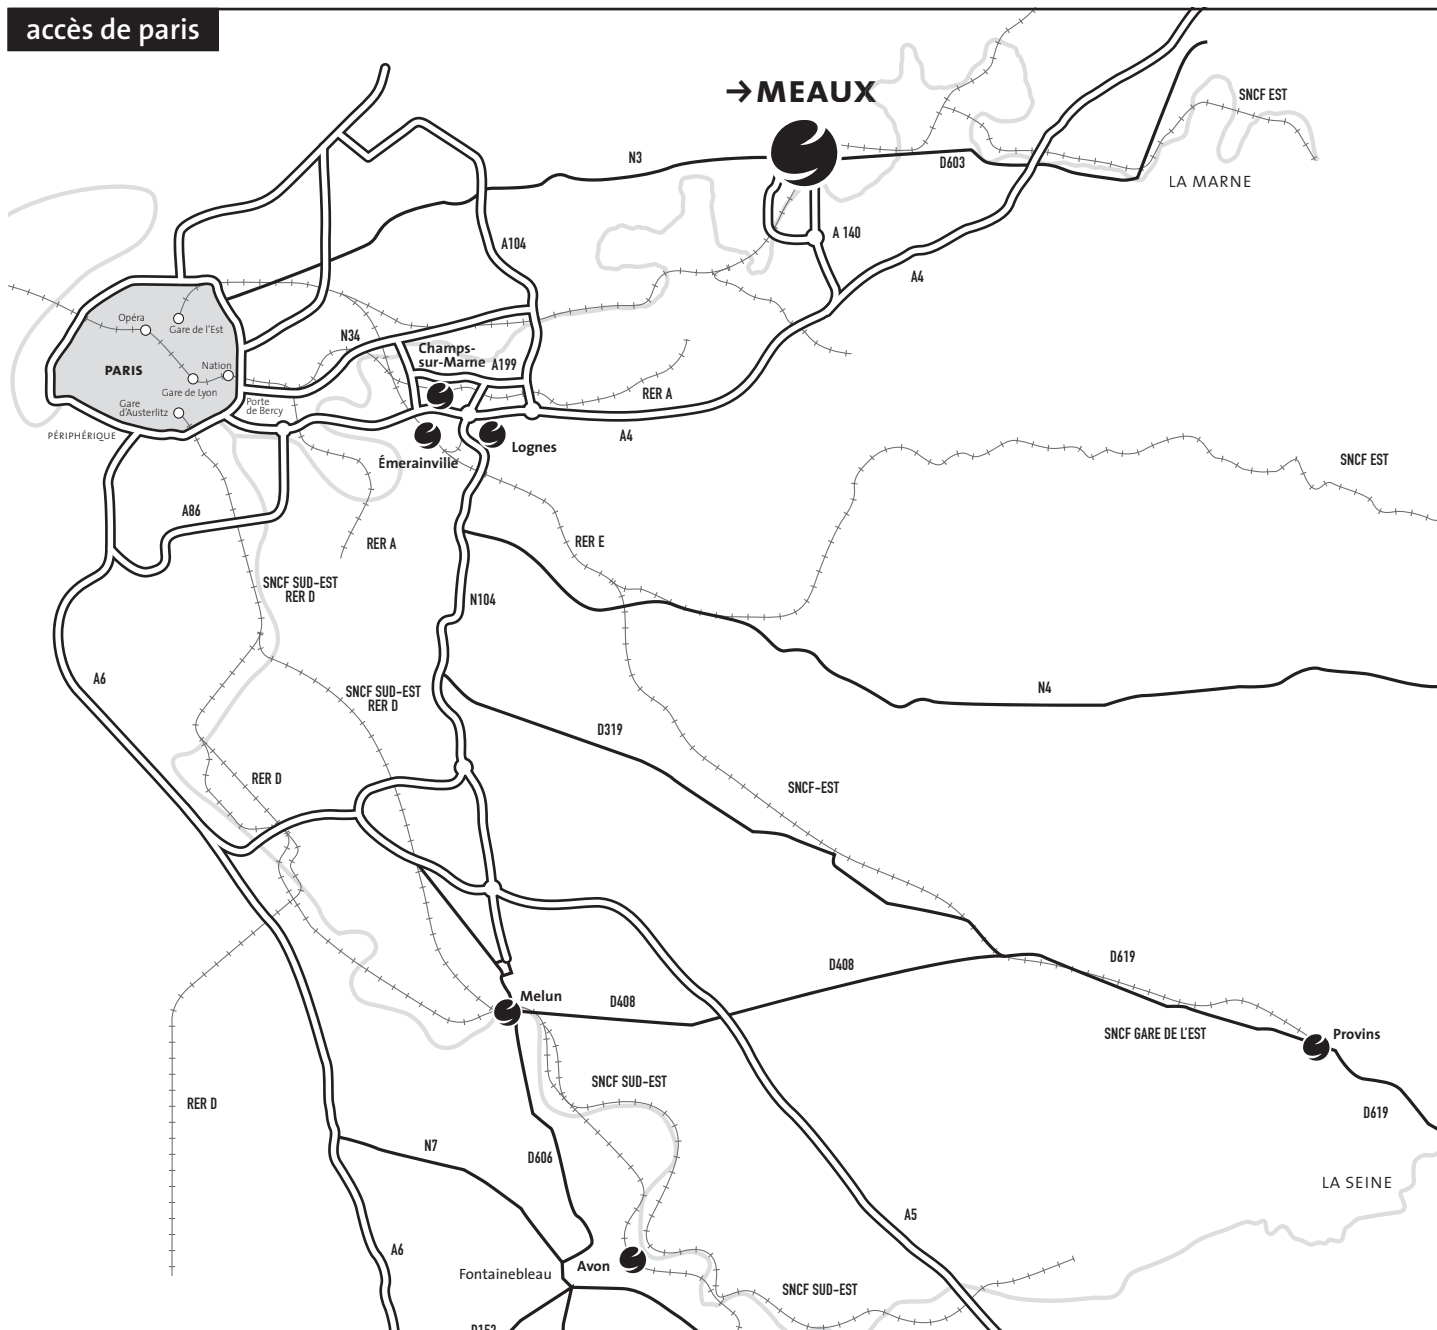 accès de paris
→MEAUX
SNCF EST
N3
D603
LA MARNE
A104
A 140
A4
Opéra
Gare de l'Est
N34
Champs-
sur-Marne
A199
PARIS
Nation
Gare de Lyon
RER A
Gare
d'Austerlitz
Porte
de Bercy
PÉRIPHÉRIQUE
A4
Lognes
Émerainville
SNCF EST
A86
RER A
RER E
SNCF SUD-EST
RER D
N104
A6
SNCF SUD-EST
RER D
N4
D319
RER D
SNCF-EST
D408
D619
Melun
D408
SNCF GARE DE L'EST
Provins
SNCF SUD-EST
RER D
D619
N7
D606
LA SEINE
A5
A6
Fontainebleau
Avon
SNCF SUD-EST
D152